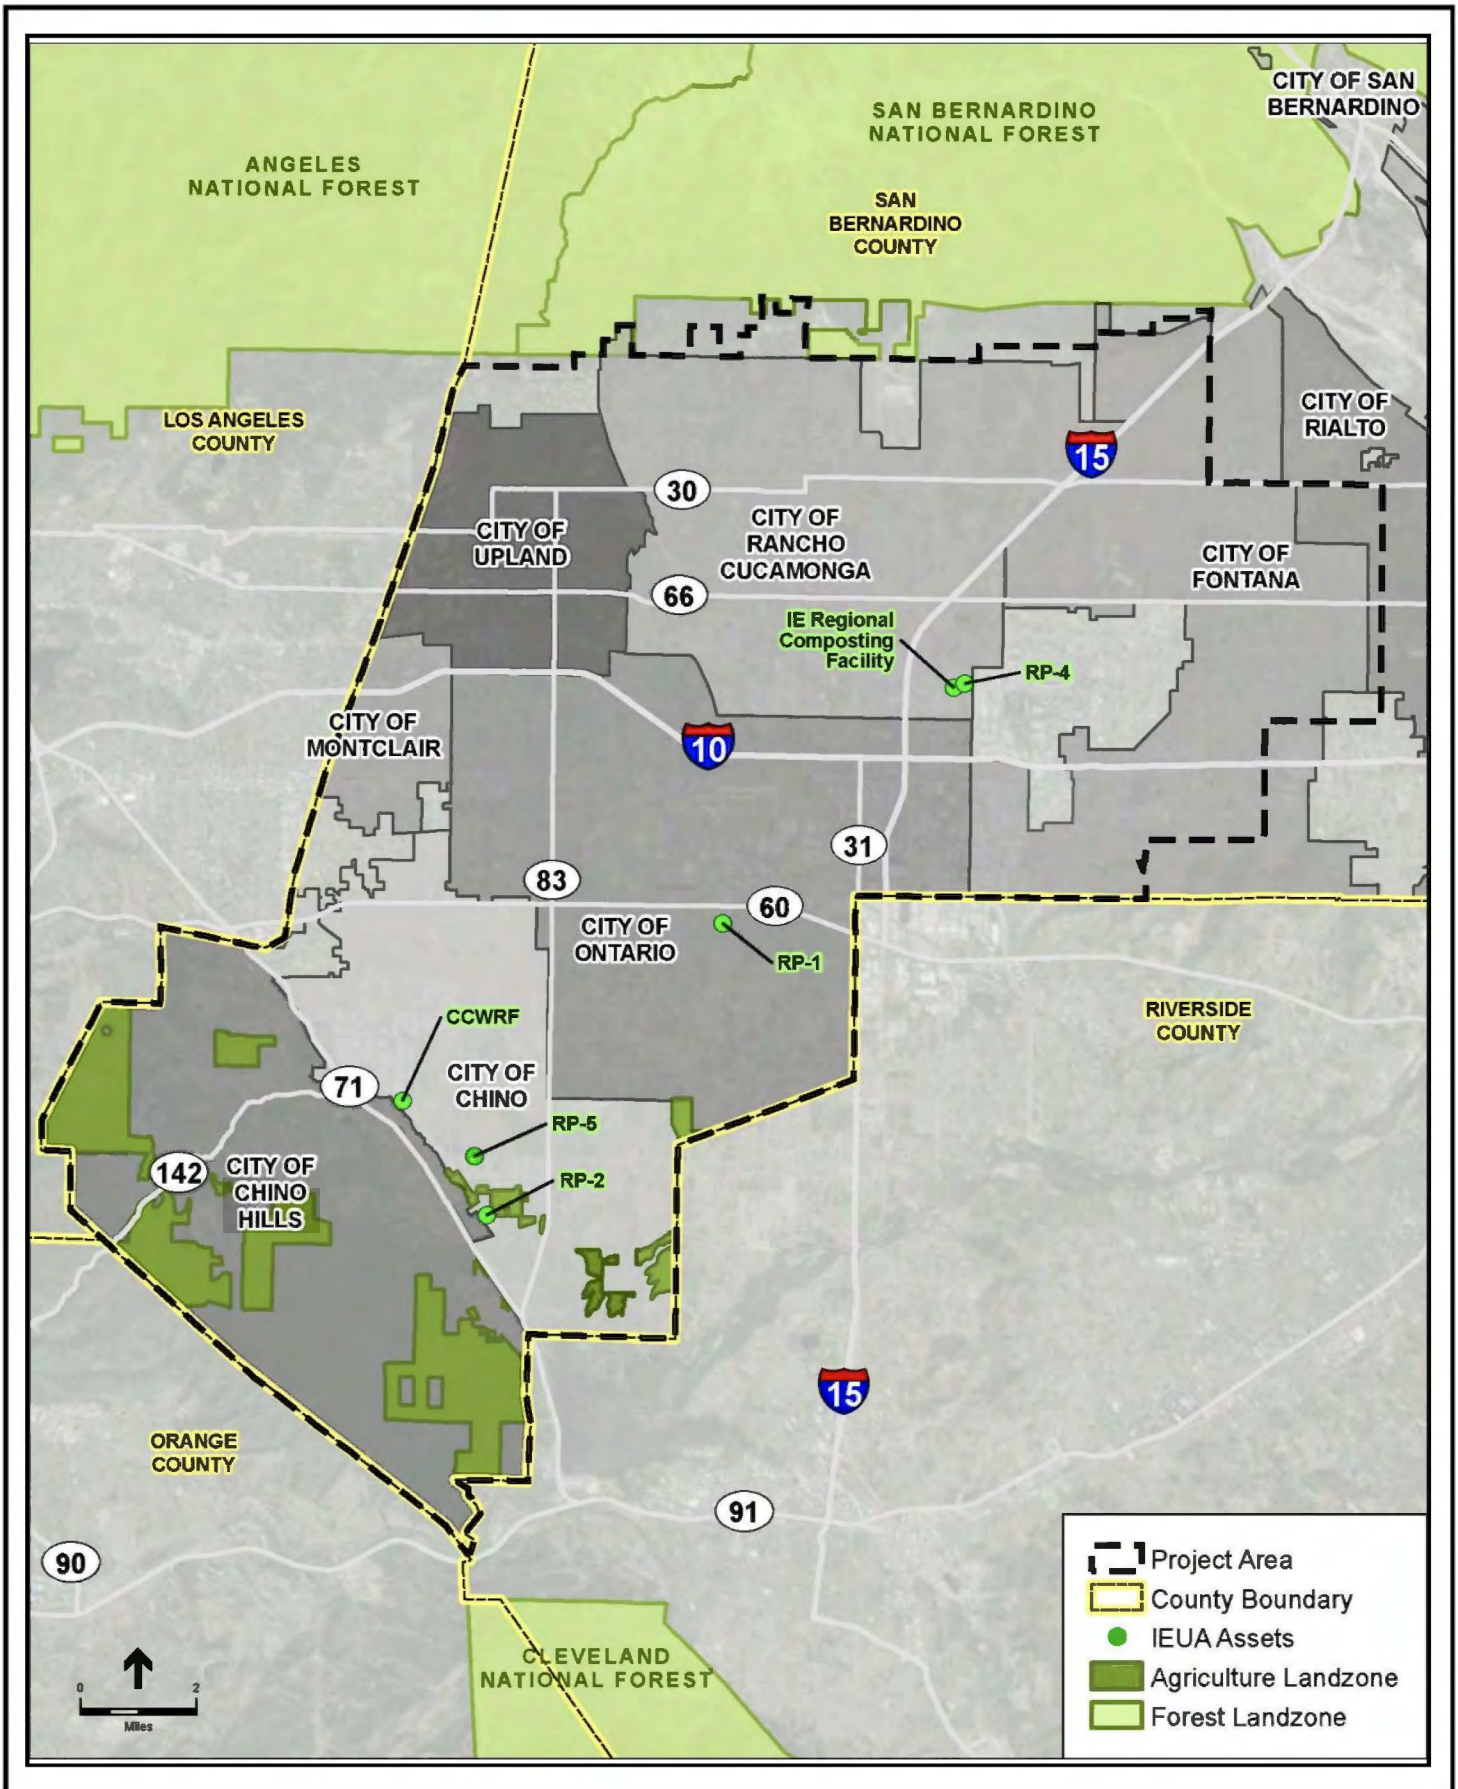 CITY OF SAN
BERNARDINO
SAN BERNARDINO
NATIONAL FOREST
ANGELES
NATIONAL FOREST
SAN
BERNARDINO
COUNTY
LOS ANGELES
COUNTY
CITY OF
RIALTO
15
30
CITY OF
UPLAND
CITY OF
RANCHO
CUCAMONGA
CITY OF
FONTANA
66
IE Regional
Composting
Facility
RP-4
CITY OF
MONTCLAIR
10
31
83
60
CITY OF
ONTARIO
RP-1
RIVERSIDE
COUNTY
CCWRF
71
CITY OF
CHINO
RP-5
142
CITY OF
CHINO
HILLS
RP-2
15
ORANGE
COUNTY
91
90
CLEVELAND
NATIONAL FOREST
0 2
Miles
Project Area
County Boundary
IEUA Assets
Agriculture Landzone
Forest Landzone